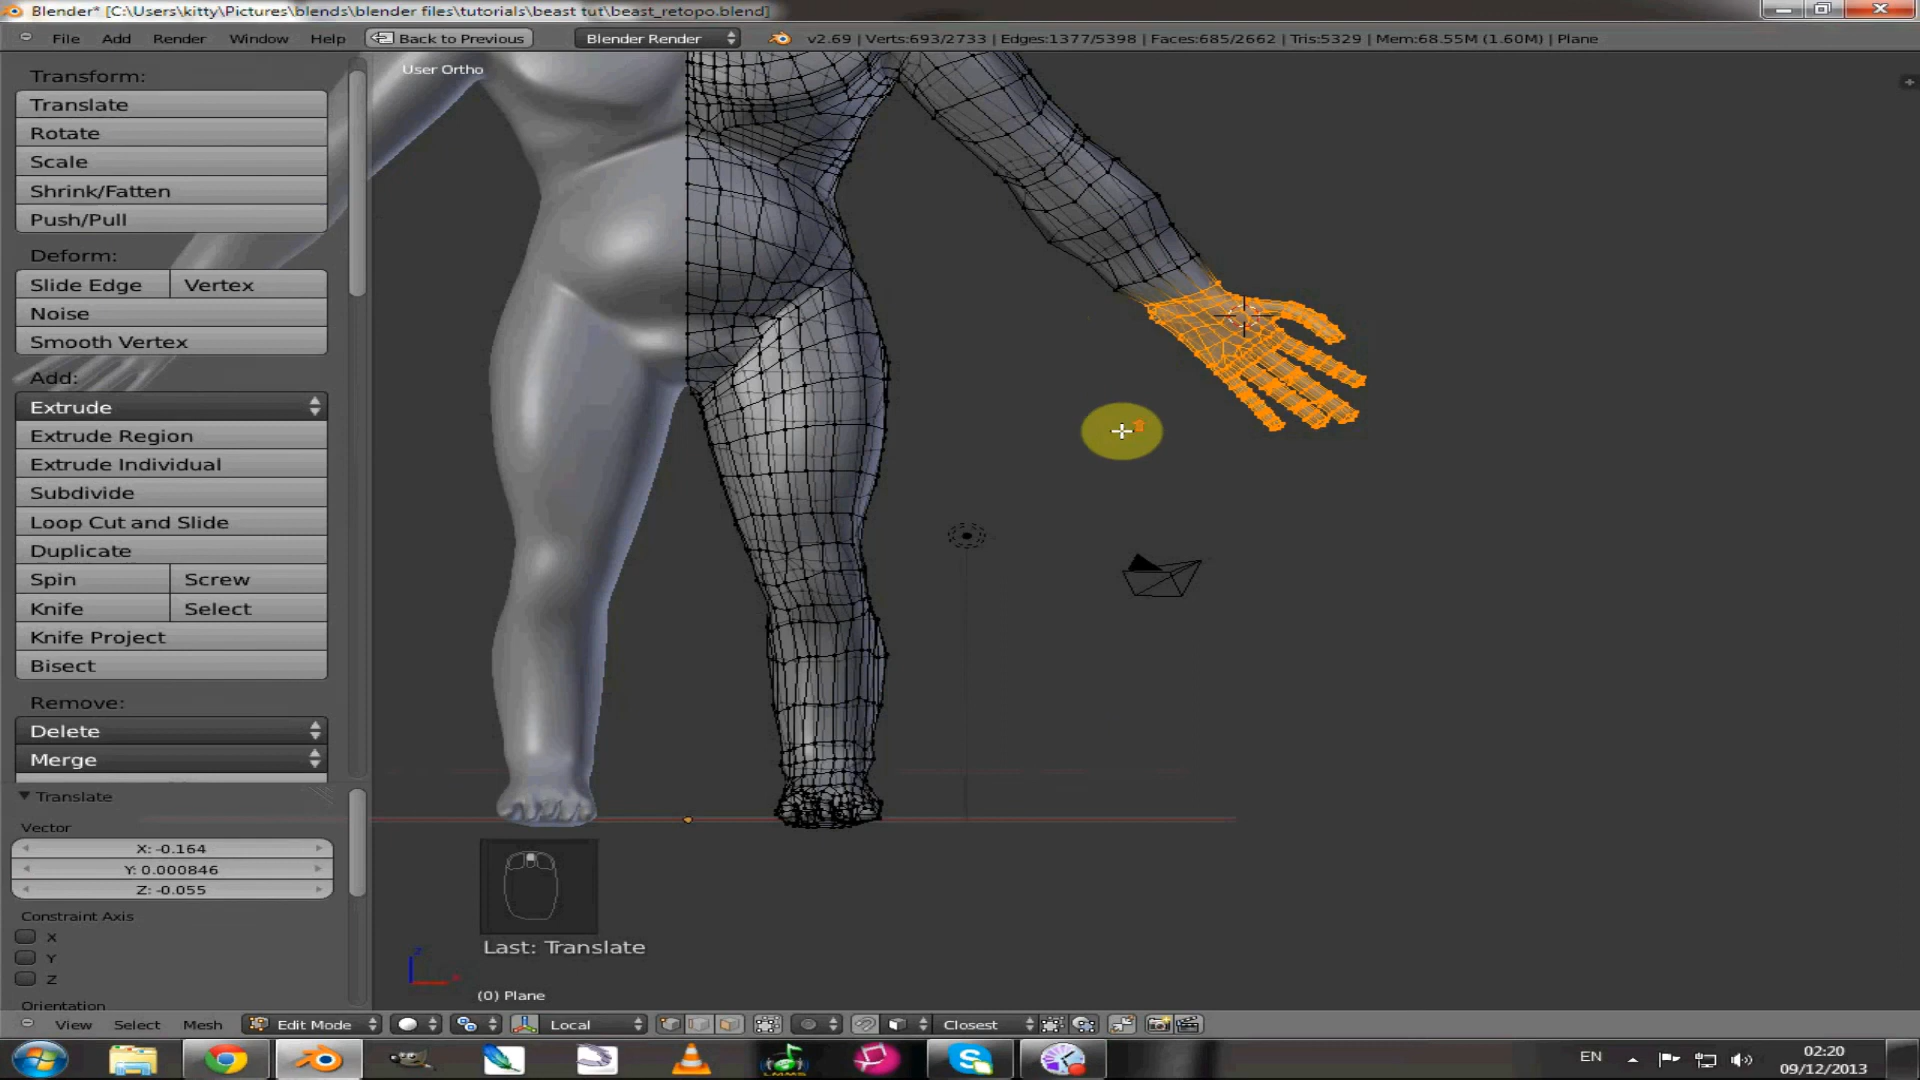 Blender* [C:\Users\kitty\Pictures\blends\blender files\tutorials\beast tut\beast_retopo.blend]
File Add Render Window Help Back to Previous Blender Render v2.69 | Verts:693/2733 | Edges:1377/5398 | Faces:685/2662 | Tris:5329 | Mem:68.55M (1.60M) | Plane
User Ortho
Transform:
Translate
Rotate
Scale
Shrink/Fatten
Push/Pull
Deform:
Slide Edge Vertex
Noise
Smooth Vertex
Add:
Extrude
Extrude Region
Extrude Individual
Subdivide
Loop Cut and Slide
Duplicate
Spin Screw
Knife Select
Knife Project
Bisect
Remove:
Delete
Merge
Translate
Vector
X: -0.164
Y: 0.000846
Z: -0.055
Constraint Axis
X
Y
Z
Orientation
Last: Translate
(0) Plane
View Select Mesh Edit Mode Local Closest
LMMS
EN
02:20
09/12/2013